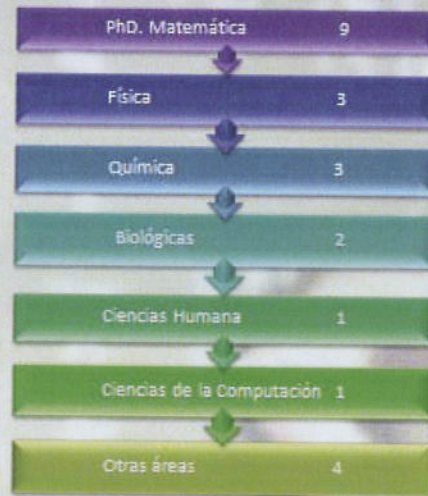 PhD. Matemática 9
Física 3
Química 3
Biológicas 2
Ciencias Humana 1
Ciencias de la Computación 1
Otras áreas 4